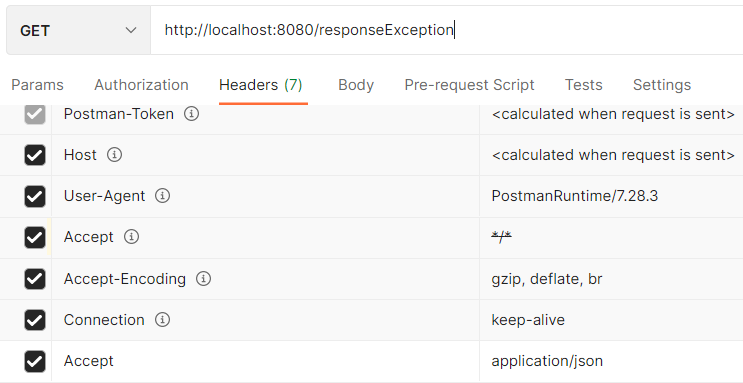 GET http://localhost:8080/responseException
Params Authorization Headers (7) Body Pre-request Script Tests Settings
Postman-Token <calculated when request is sent>
Host <calculated when request is sent>
User-Agent PostmanRuntime/7.28.3
Accept */*
Accept-Encoding gzip, deflate, br
Connection keep-alive
Accept application/json